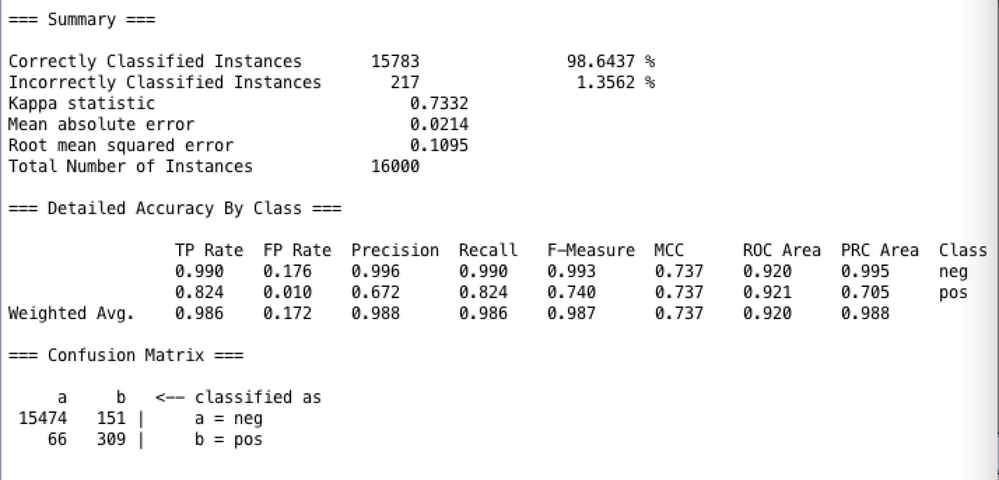 === Summary ===
Correctly Classified Instances 15783 98.6437 %
Incorrectly Classified Instances 217 1.3562 %
Kappa statistic 0.7332
Mean absolute error 0.0214
Root mean squared error 0.1095
Total Number of Instances 16000
=== Detailed Accuracy By Class ===
TP Rate FP Rate Precision Recall F-Measure MCC ROC Area PRC Area Class
0.990 0.176 0.996 0.990 0.993 0.737 0.920 0.995 neg
0.824 0.010 0.672 0.824 0.740 0.737 0.921 0.705 pos
Weighted Avg. 0.986 0.172 0.988 0.986 0.987 0.737 0.920 0.988
=== Confusion Matrix ===
a b <-- classified as
15474 151 | a = neg
66 309 | b = pos